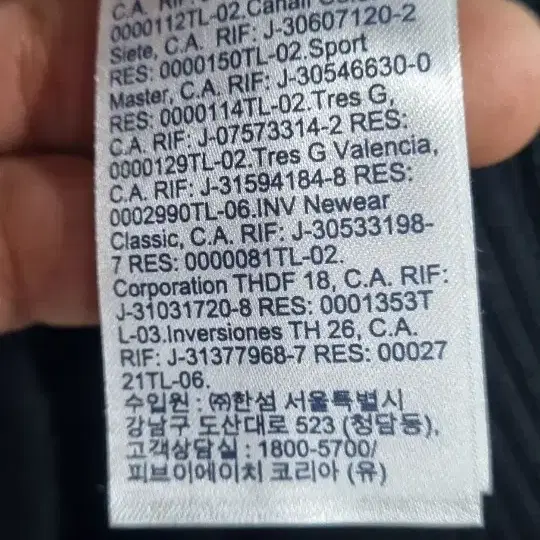 C.A. RIF:
0000112TL-02.Canali
Siete, C.A. RIF: J-30607120-2
RES: 0000150TL-02.Sport
Master, C.A. RIF: J-30546630-0
RES: 0000114TL-02.Tres G,
C.A. RIF: J-07573314-2 RES:
0000129TL-02.Tres G Valencia,
C.A. RIF: J-31594184-8 RES:
0002990TL-06.INV Newear
Classic, C.A. RIF: J-30533198-
7 RES: 0000081TL-02.
Corporation THDF 18, C.A. RIF:
J-31031720-8 RES: 0001353T
L-03.Inversiones TH 26, C.A.
RIF: J-31377968-7 RES: 00027
21TL-06.
수입원 : ㈜한섬 서울특별시
강남구 도산대로 523 (청담동),
고객상담실 : 1800-5700/
피브이에이치 코리아 (유)